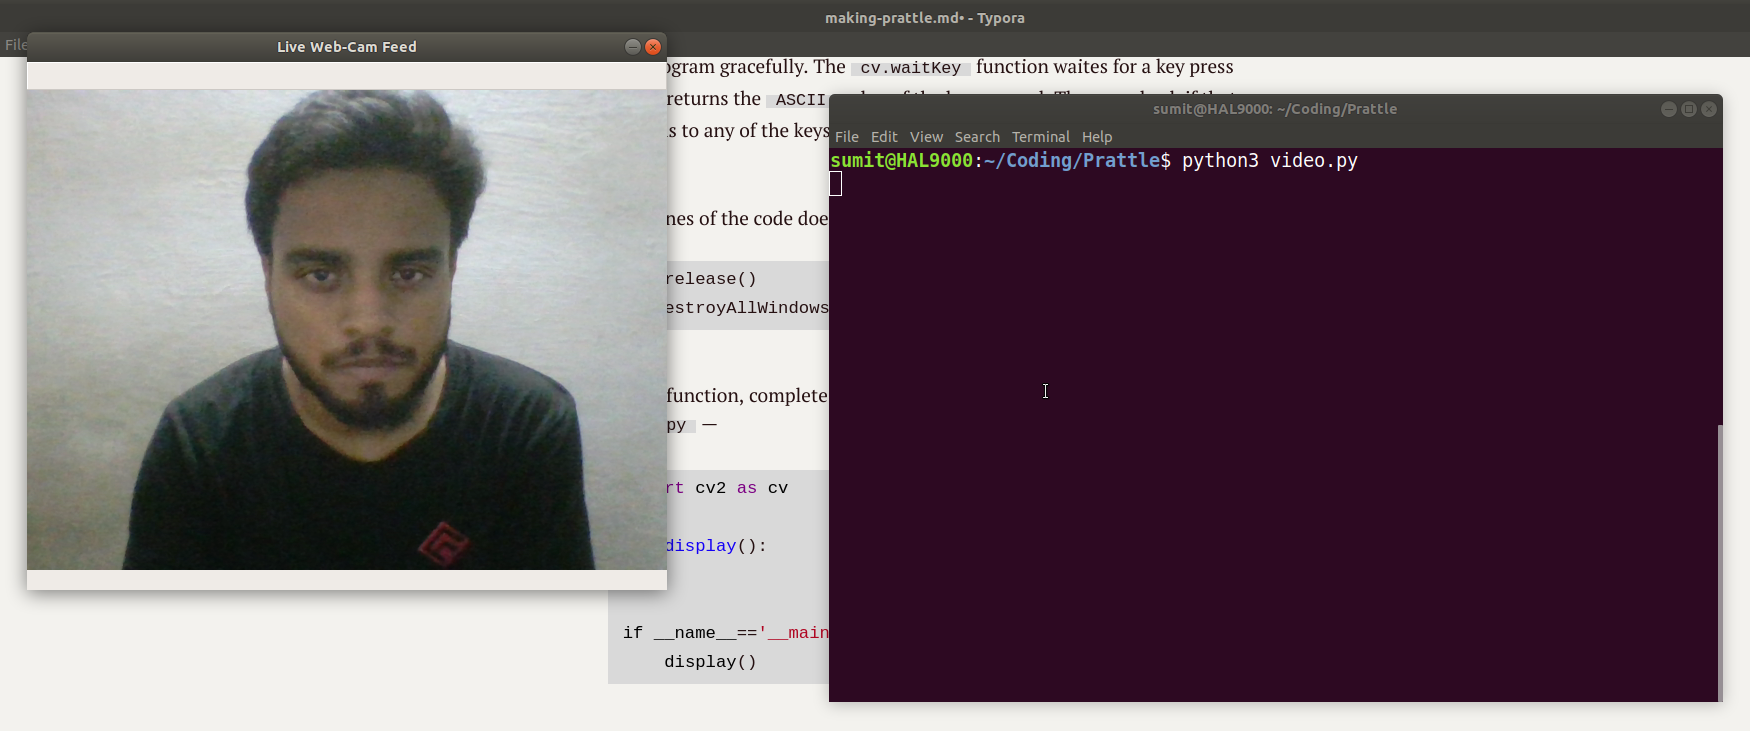 making-prattle.md• - Typora
File
Live Web-Cam Feed
ogram gracefully. The cv.waitKey function waites for a key press
returns the ASCII
s to any of the keys
nes of the code doe
release()
estroyAllWindows
function, complete
py —
rt cv2 as cv
display():
if __name__=='__main
display()
sumit@HAL9000: ~/Coding/Prattle
File Edit View Search Terminal Help
sumit@HAL9000:~/Coding/Prattle$ python3 video.py